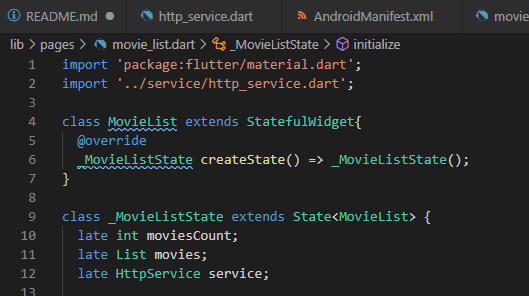 README.md http_service.dart AndroidManifest.xml movie
lib > pages > movie_list.dart > _MovieListState > initialize
1 import 'package:flutter/material.dart';
2 import '../service/http_service.dart';
3
4 class MovieList extends StatefulWidget{
5 @override
6 _MovieListState createState() => _MovieListState();
7 }
8
9 class _MovieListState extends State<MovieList> {
10 late int moviesCount;
11 late List movies;
12 late HttpService service;